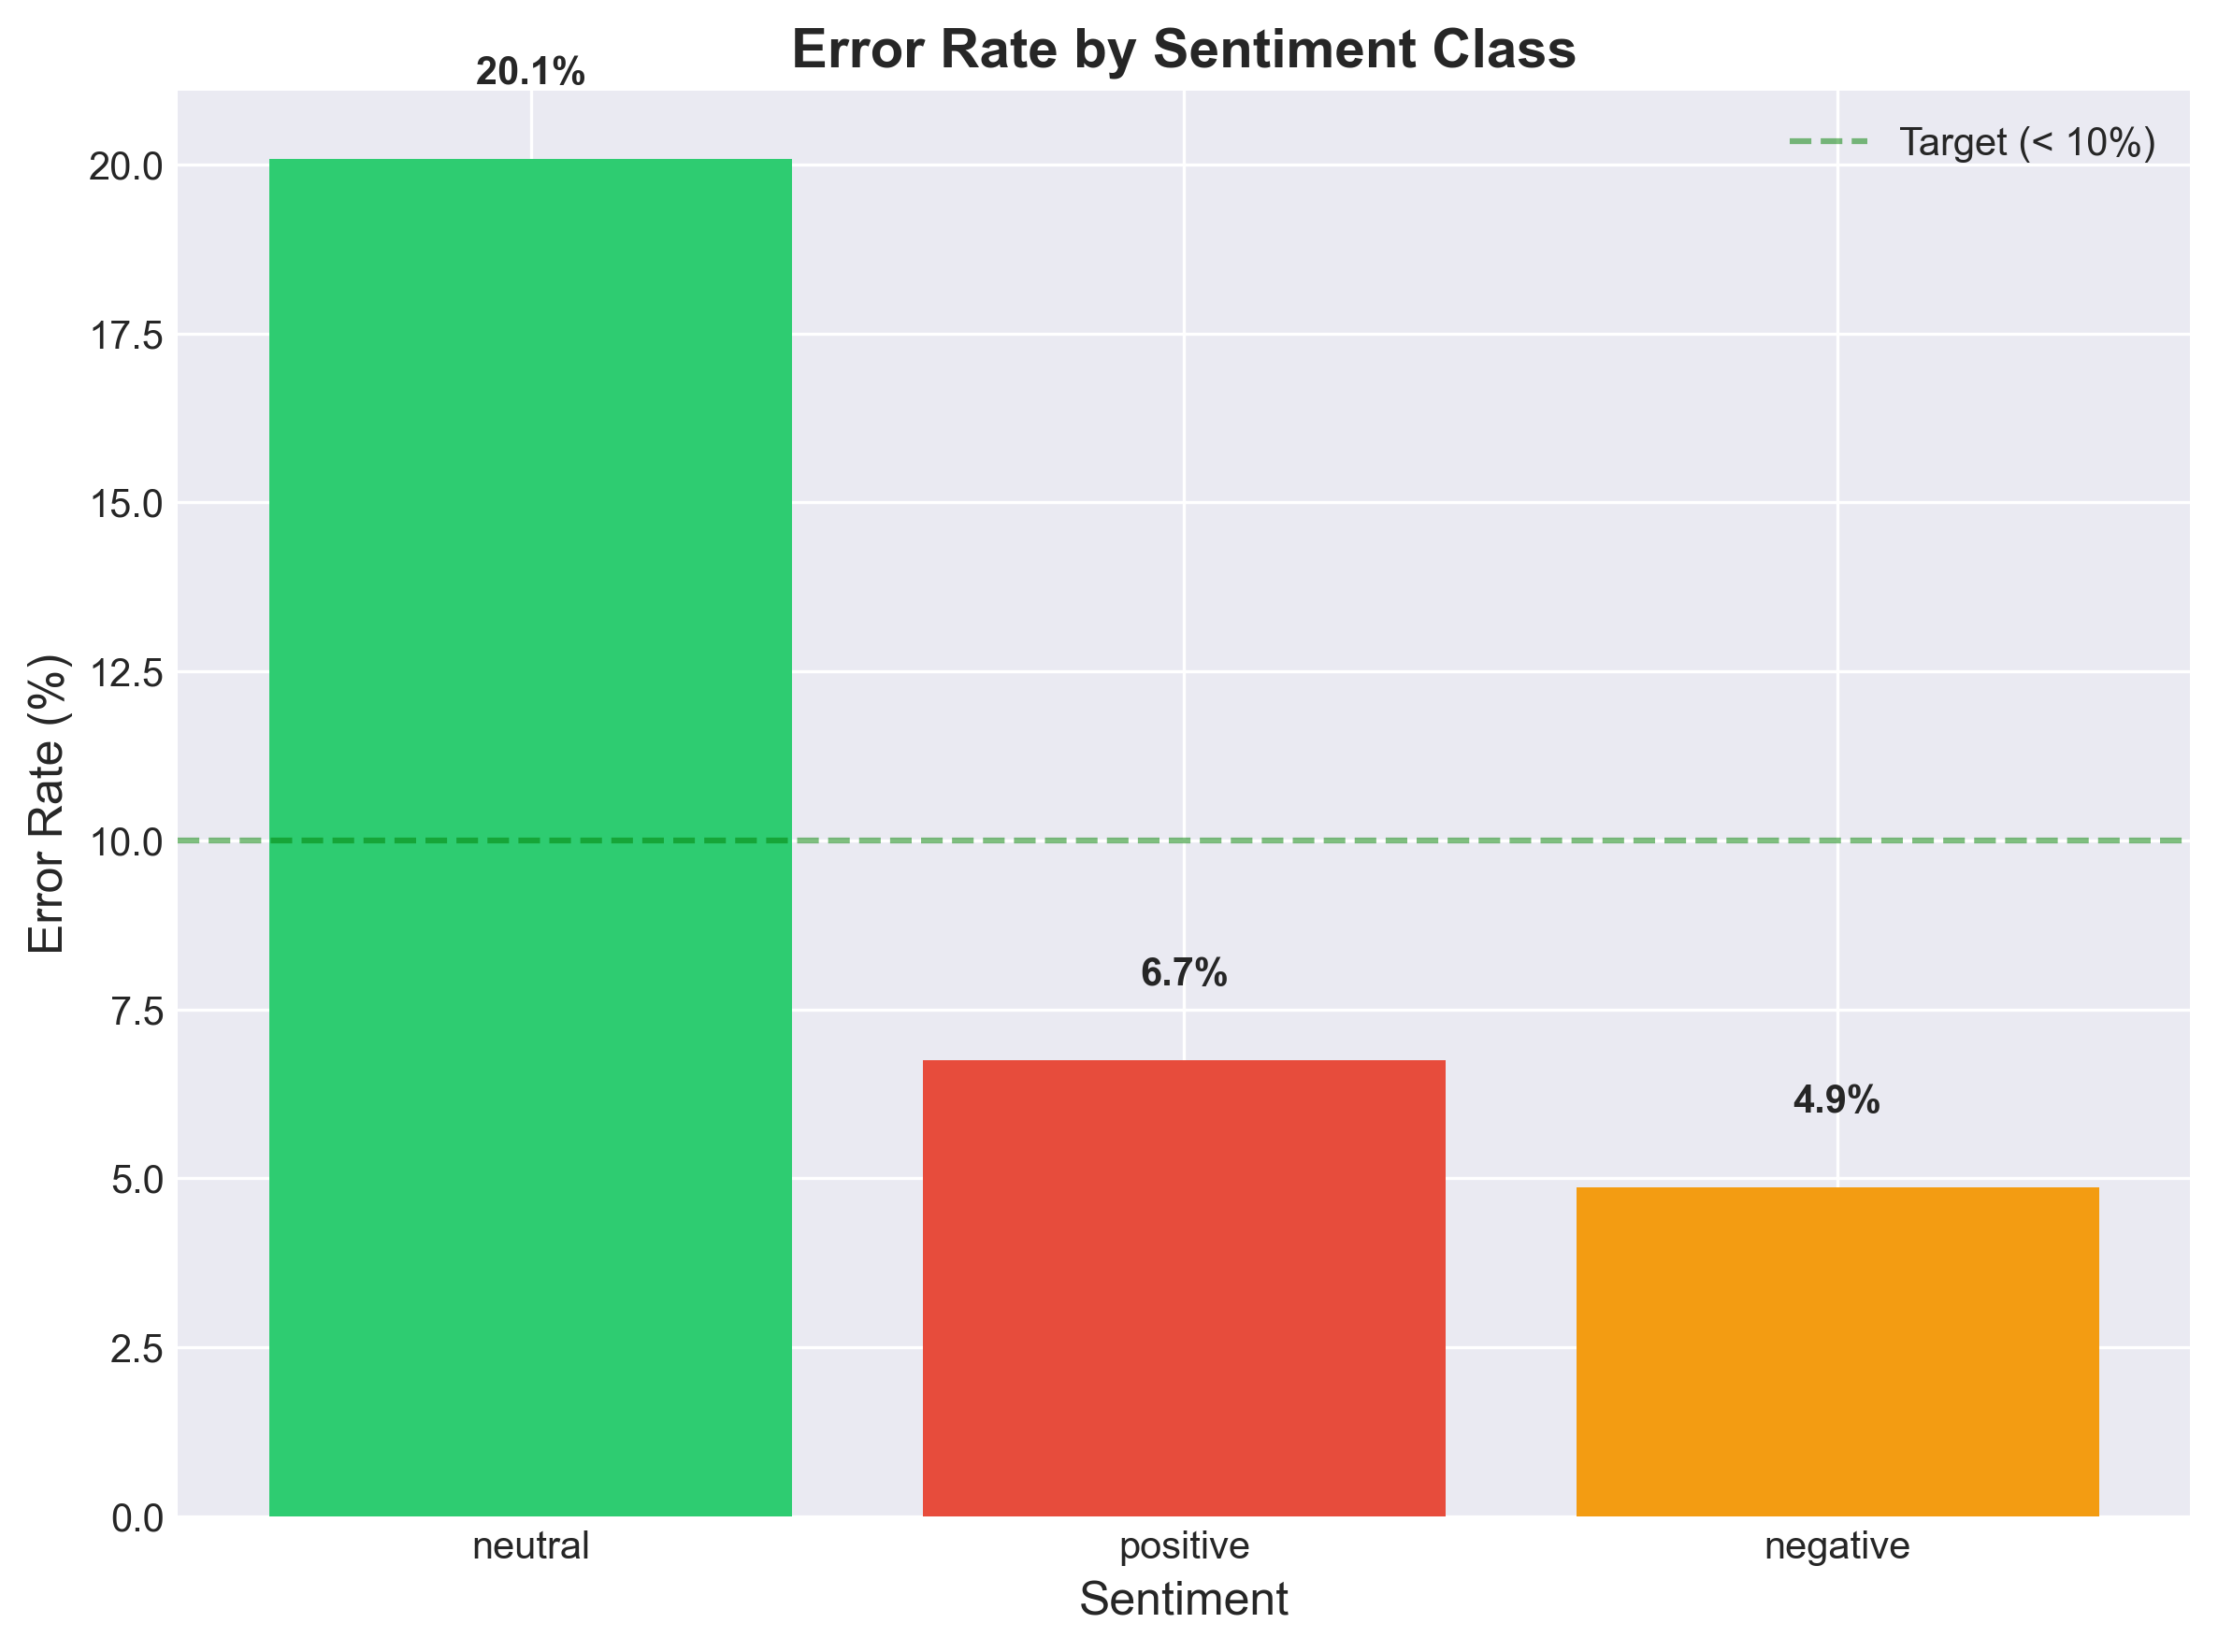 Error Rate by Sentiment Class
20.1%
Target (< 10%)
20.0
17.5
15.0
12.5
10.0
7.5
5.0
2.5
0.0
Error Rate (%)
6.7%
4.9%
neutral
positive
negative
Sentiment